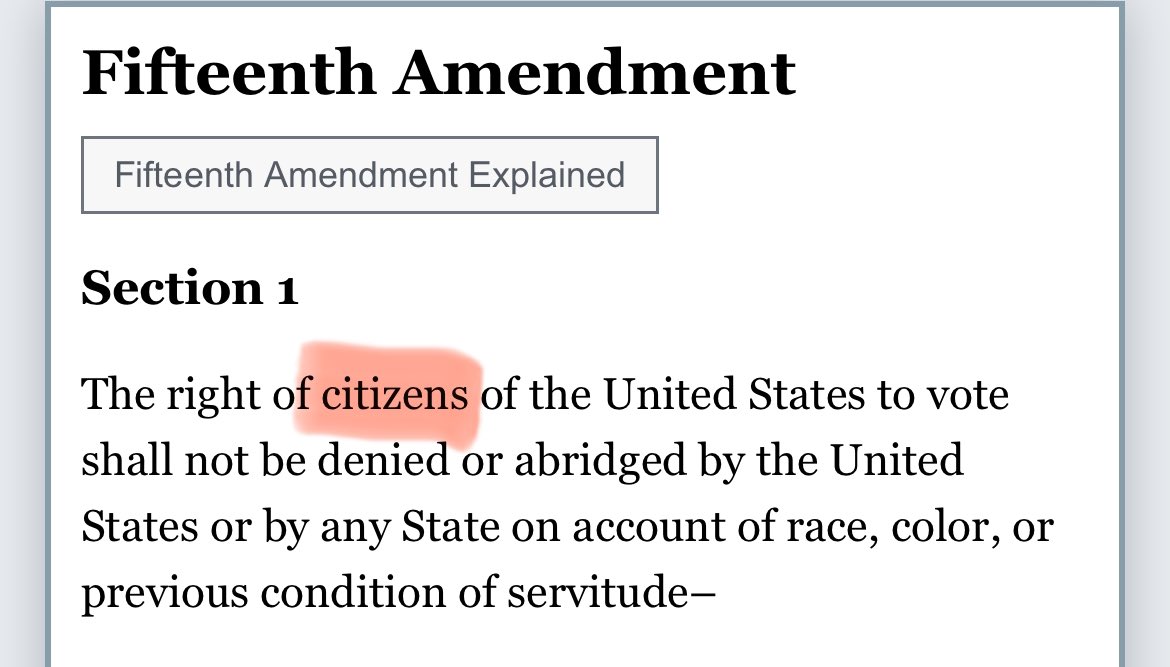 Fifteenth Amendment
Fifteenth Amendment Explained
Section 1
The right of citizens of the United States to vote
shall not be denied or abridged by the United
States or by any State on account of race, color, or
previous condition of servitude–